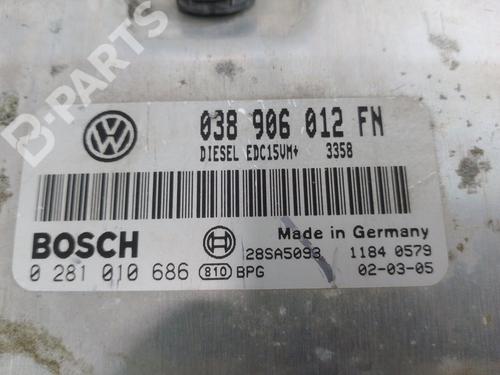 B-PARTS
038 906 012 FN
DIESEL EDC15VM+ 3358
BOSCH
Made in Germany
28SA5093 1184 0579
0 281 010 686 810 BPG 02-03-05